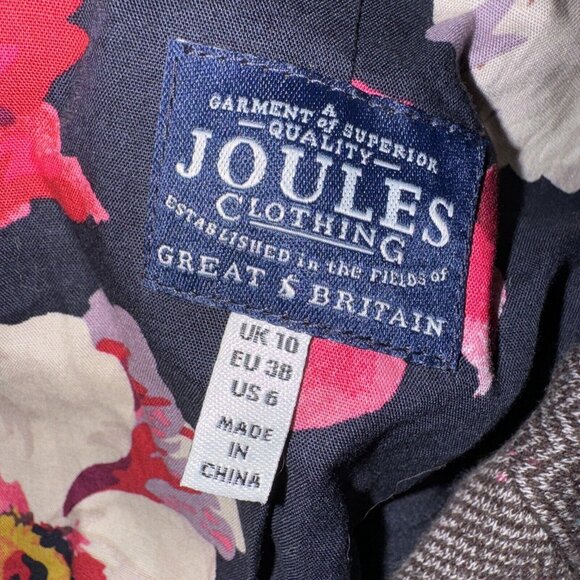 A
GARMENT of SUPERIOR
QUALITY
JOULES
CLOTHING
ESTABLISHED in the FIELDS of
GREAT BRITAIN
UK 10
EU 38
US 6
MADE
IN
CHINA